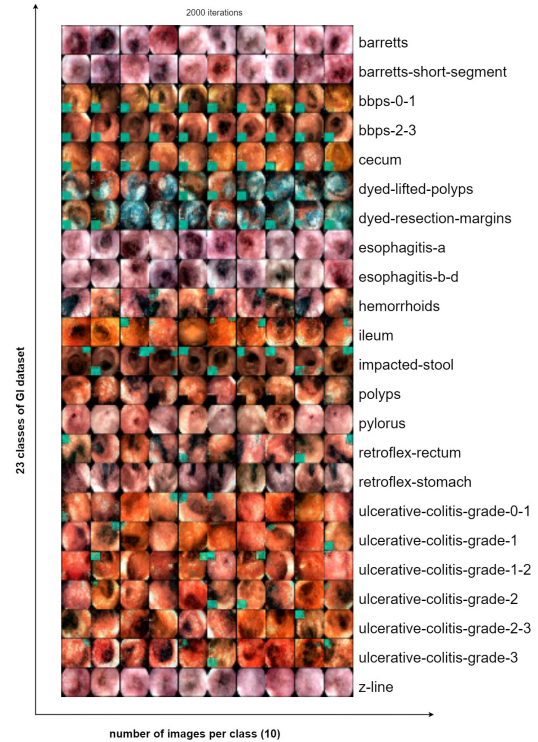 2000 iterations
barretts
barretts-short-segment
bbps-0-1
bbps-2-3
cecum
dyed-lifted-polyps
dyed-resection-margins
esophagitis-a
esophagitis-b-d
hemorrhoids
ileum
impacted-stool
polyps
pylorus
retroflex-rectum
retroflex-stomach
ulcerative-colitis-grade-0-1
ulcerative-colitis-grade-1
ulcerative-colitis-grade-1-2
ulcerative-colitis-grade-2
ulcerative-colitis-grade-2-3
ulcerative-colitis-grade-3
z-line
23 classes of GI dataset
number of images per class (10)